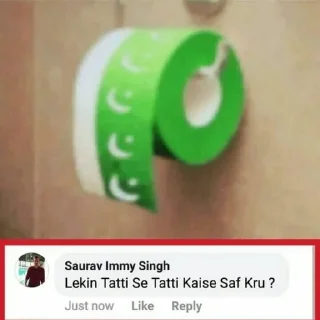 Saurav Immy Singh
Lekin Tatti Se Tatti Kaise Saf Kru ?
Just now Like Reply